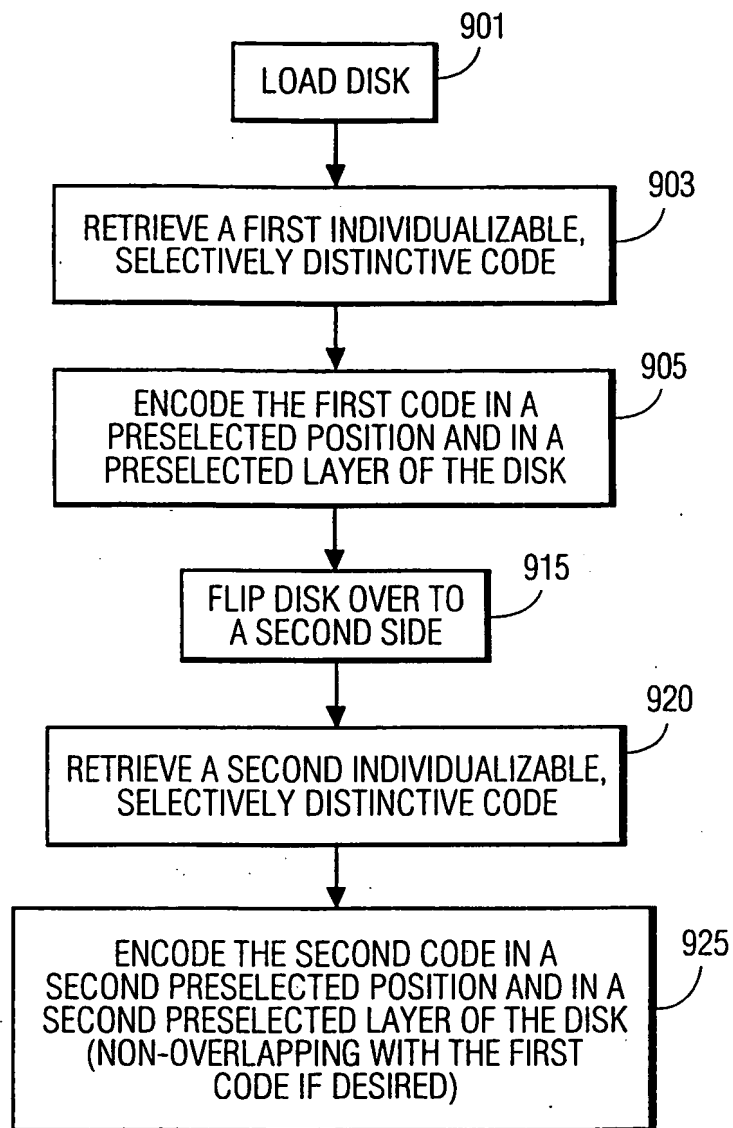 901
LOAD DISK
903
RETRIEVE A FIRST INDIVIDUALIZABLE,
SELECTIVELY DISTINCTIVE CODE
905
ENCODE THE FIRST CODE IN A
PRESELECTED POSITION AND IN A
PRESELECTED LAYER OF THE DISK
915
FLIP DISK OVER TO
A SECOND SIDE
920
RETRIEVE A SECOND INDIVIDUALIZABLE,
SELECTIVELY DISTINCTIVE CODE
925
ENCODE THE SECOND CODE IN A
SECOND PRESELECTED POSITION AND IN A
SECOND PRESELECTED LAYER OF THE DISK
(NON-OVERLAPPING WITH THE FIRST
CODE IF DESIRED)